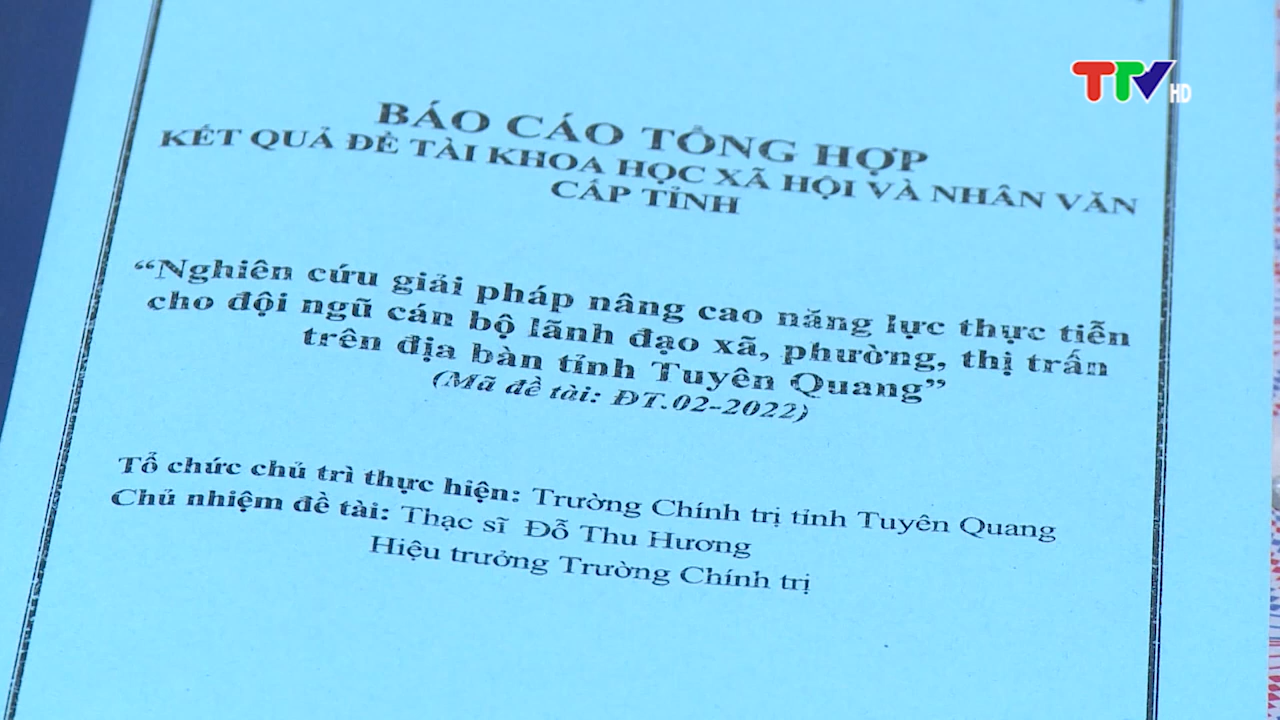 TTV HD
BÁO CÁO TỔNG HỢP
KẾT QUẢ ĐỀ TÀI KHOA HỌC XÃ HỘI VÀ NHÂN VĂN
CẤP TỈNH
“Nghiên cứu giải pháp nâng cao năng lực thực tiễn
cho đội ngũ cán bộ lãnh đạo xã, phường, thị trấn
trên địa bàn tỉnh Tuyên Quang”
(Mã đề tài: ĐT.02-2022)
Tổ chức chủ trì thực hiện: Trường Chính trị tỉnh Tuyên Quang
Chủ nhiệm đề tài: Thạc sĩ Đỗ Thu Hương
Hiệu trưởng Trường Chính trị